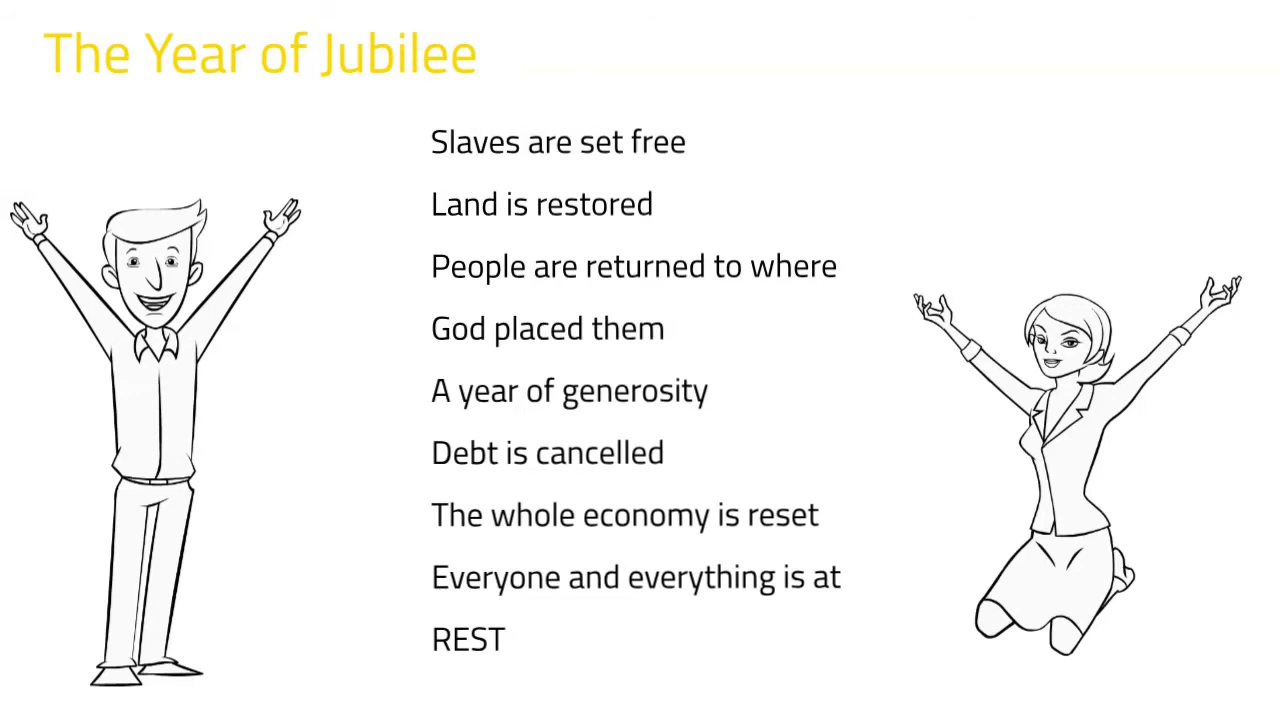 The Year of Jubilee
Slaves are set free
Land is restored
People are returned to where
God placed them
A year of generosity
Debt is cancelled
The whole economy is reset
Everyone and everything is at
REST